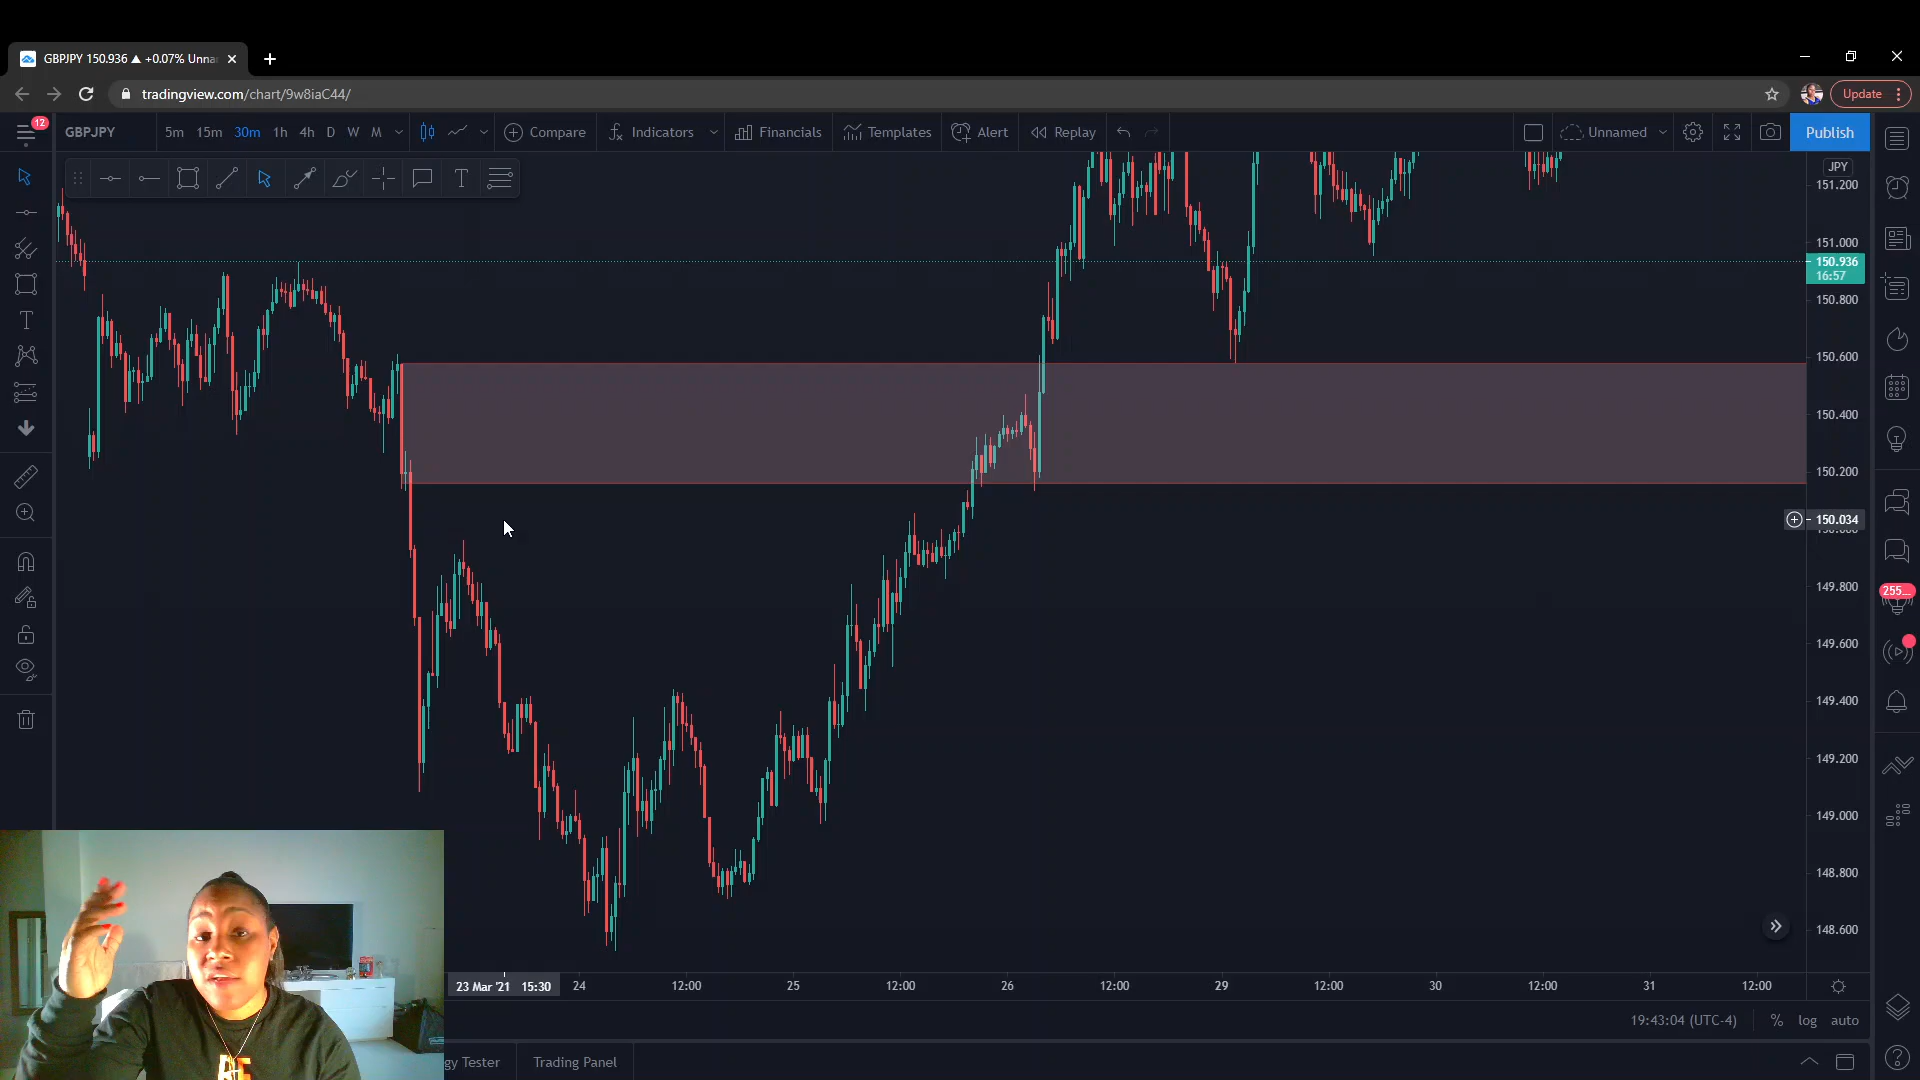 GBPJPY 150.936 ▲ +0.07% Unna
tradingview.com/chart/9w8iaC44/
Update
12
GBPJPY 5m 15m 30m 1h 4h D W M Compare Indicators Financials Templates Alert Replay Unnamed Publish
T
T
JPY
151.200
151.000
150.936
16:57
150.800
150.600
150.400
150.200
150.034
149.800
255...
149.600
149.400
149.200
149.000
148.800
148.600
23 Mar '21 15:30 24 12:00 25 12:00 26 12:00 29 12:00 30 12:00 31 12:00
19:43:04 (UTC-4) % log auto
gy Tester Trading Panel